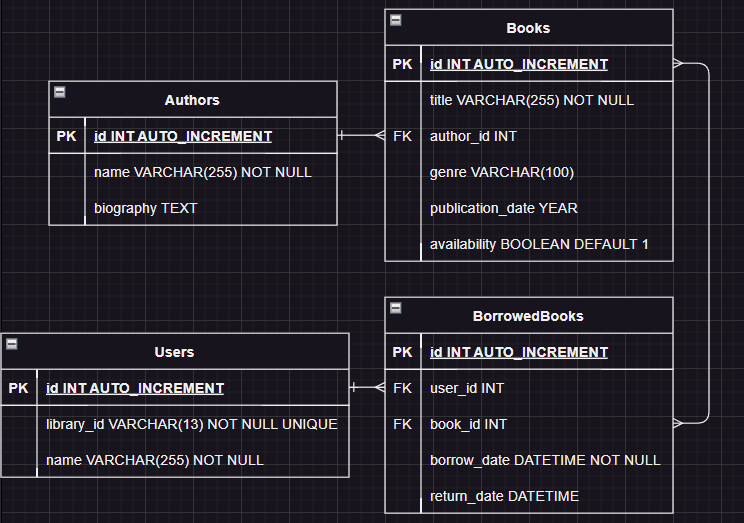 Books
PK id INT AUTO_INCREMENT
title VARCHAR(255) NOT NULL
FK author_id INT
genre VARCHAR(100)
publication_date YEAR
availability BOOLEAN DEFAULT 1
Authors
PK id INT AUTO_INCREMENT
name VARCHAR(255) NOT NULL
biography TEXT
BorrowedBooks
PK id INT AUTO_INCREMENT
FK user_id INT
FK book_id INT
borrow_date DATETIME NOT NULL
return_date DATETIME
Users
PK id INT AUTO_INCREMENT
library_id VARCHAR(13) NOT NULL UNIQUE
name VARCHAR(255) NOT NULL